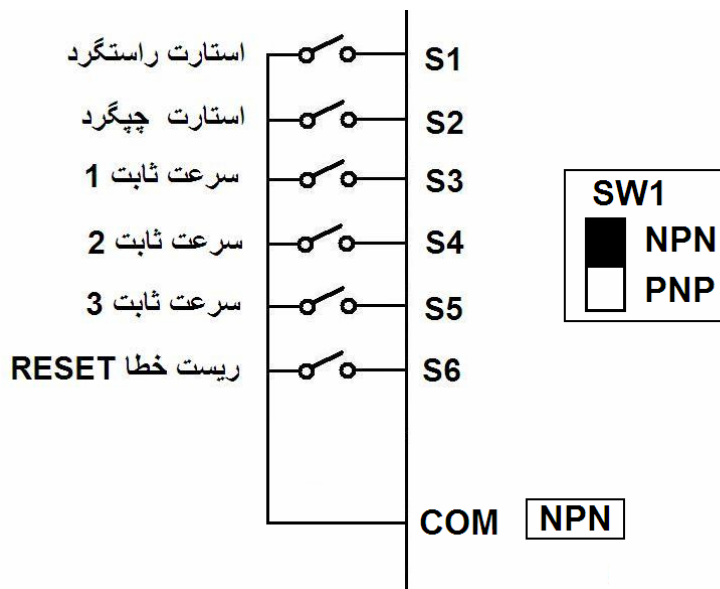 استارت راستگرد S1
استارت چپگرد S2
سرعت ثابت 1 S3
سرعت ثابت 2 S4
سرعت ثابت 3 S5
ریست خطا RESET S6
COM NPN
SW1
NPN
PNP